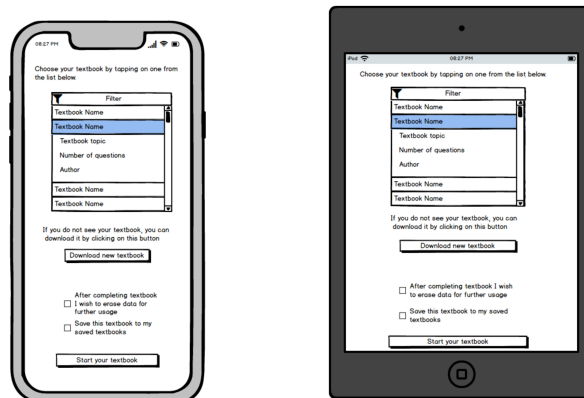 08:27 PM
Choose your textbook by tapping on one from
the list below.
Filter
Textbook Name
Textbook Name
Textbook topic
Number of questions
Author
Textbook Name
Textbook Name
If you do not see your textbook, you can
download it by clicking on this button
Download new textbook
After completing textbook
I wish to erase data for
further usage
Save this textbook to my
saved textbooks
Start your textbook
iPod
08:27 PM
Choose your textbook by tapping on one from the list below.
Filter
Textbook Name
Textbook Name
Textbook topic
Number of questions
Author
Textbook Name
Textbook Name
If you do not see your textbook, you can
download it by clicking on this button
Download new textbook
After completing textbook I wish
to erase data for further usage
Save this textbook to my saved
textbooks
Start your textbook